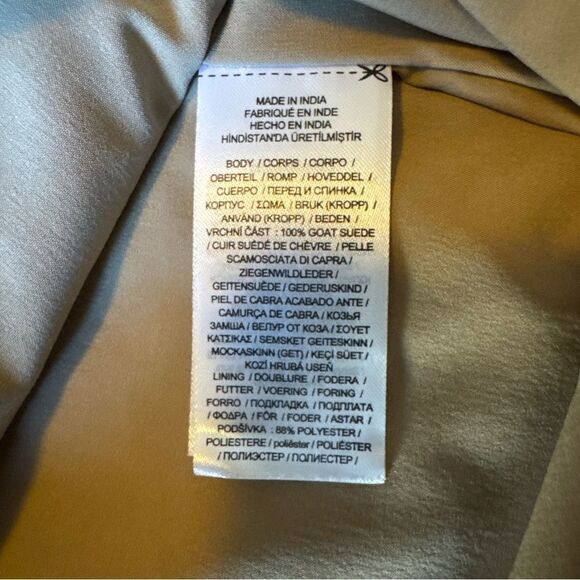 MADE IN INDIA
FABRIQUÉ EN INDE
HECHO EN INDIA
HİNDİSTAN'DA ÜRETİLMİŞTİR
BODY / CORPS / CORPO /
OBERTEIL / ROMP / HOVEDDEL /
CUERPO / ПЕРЕД И СПИНКА /
КОРПУС / ΣΩΜΑ / BRUK (KROPP) /
ANVÄND (KROPP) / BEDEN /
VRCHNÍ ČÁST : 100% GOAT SUEDE
/ CUIR SUÉDÉ DE CHÈVRE / PELLE
SCAMOSCIATA DI CAPRA /
ZIEGENWILDLEDER /
GEITENSUÈDE / GEDERUSKIND /
PIEL DE CABRA ACABADO ANTE /
CAMURÇA DE CABRA / КОЗЬЯ
ЗАМША / ВЕЛУР ОТ КОЗА / ΣΟΥΕΤ
ΚΑΤΣΙΚΑΣ / SEMSKET GEITESKINN /
MOCKASKINN (GET) / KEÇİ SÜET /
KOZÍ HRUBÁ USEŇ
LINING / DOUBLURE / FODERA /
FUTTER / VOERING / FORING /
FORRO / ПОДКЛАДКА / ПОДПЛАТА
/ ΦΟΔΡΑ / FÔR / FODER / ASTAR /
PODŠÍVKA : 88% POLYESTER /
POLIESTERE / poliéster / POLIÉSTER
/ ПОЛИЭСТЕР / ПОЛИЕСТЕР /